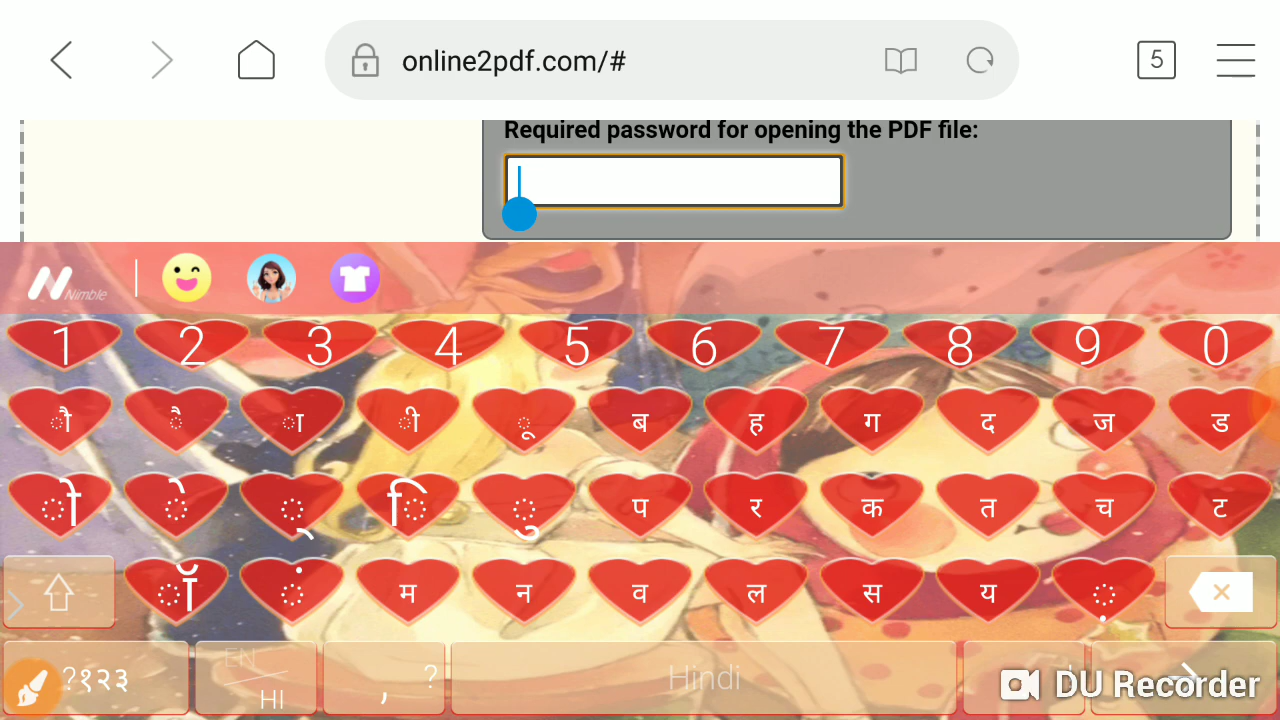 online2pdf.com/#
5
Required password for opening the PDF file:
Nimble
1 2 3 4 5 6 7 8 9 0
ौ ै ा ी ू ब ह ग द ज ड
ो े ् ि ु प र क त च ट
ॉ ं म न व ल स य ़
?१२३ EN HI , ? Hindi
DU Recorder